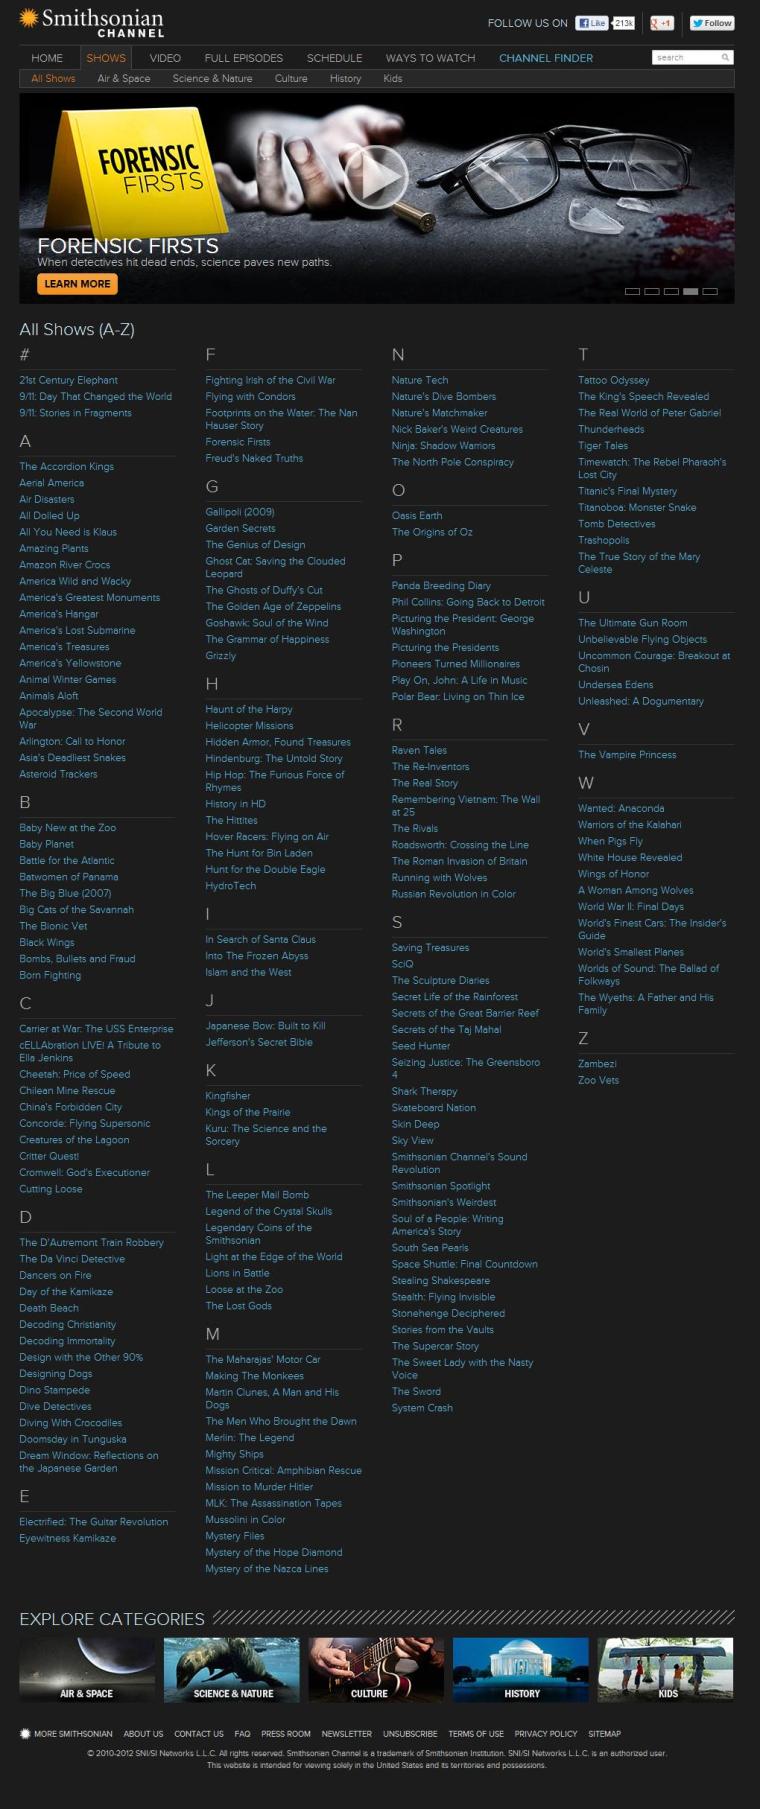 Smithsonian
CHANNEL
FOLLOW US ON
Like
213k
+1
Follow
HOME SHOWS VIDEO FULL EPISODES SCHEDULE WAYS TO WATCH CHANNEL FINDER
search
All Shows Air & Space Science & Nature Culture History Kids
FORENSIC
FIRSTS
FORENSIC FIRSTS
When detectives hit dead ends, science paves new paths.
LEARN MORE
All Shows (A-Z)
#
21st Century Elephant
9/11: Day That Changed the World
9/11: Stories in Fragments
A
The Accordion Kings
Aerial America
Air Disasters
All Dolled Up
All You Need is Klaus
Amazing Plants
Amazon River Crocs
America Wild and Wacky
America's Greatest Monuments
America's Hangar
America's Lost Submarine
America's Treasures
America's Yellowstone
Animal Winter Games
Animals Aloft
Apocalypse: The Second World
War
Arlington: Call to Honor
Asia's Deadliest Snakes
Asteroid Trackers
B
Baby New at the Zoo
Baby Planet
Battle for the Atlantic
Batwomen of Panama
The Big Blue (2007)
Big Cats of the Savannah
The Bionic Vet
Black Wings
Bombs, Bullets and Fraud
Born Fighting
C
Carrier at War: The USS Enterprise
cELLAbration LIVE! A Tribute to
Ella Jenkins
Cheetah: Price of Speed
Chilean Mine Rescue
China's Forbidden City
Concorde: Flying Supersonic
Creatures of the Lagoon
Critter Quest!
Cromwell: God's Executioner
Cutting Loose
D
The D'Autremont Train Robbery
The Da Vinci Detective
Dancers on Fire
Day of the Kamikaze
Death Beach
Decoding Christianity
Decoding Immortality
Design with the Other 90%
Designing Dogs
Dino Stampede
Dive Detectives
Diving With Crocodiles
Doomsday in Tunguska
Dream Window: Reflections on
the Japanese Garden
E
Electrified: The Guitar Revolution
Eyewitness Kamikaze
F
Fighting Irish of the Civil War
Flying with Condors
Footprints on the Water: The Nan
Hauser Story
Forensic Firsts
Freud's Naked Truths
G
Gallipoli (2009)
Garden Secrets
The Genius of Design
Ghost Cat: Saving the Clouded
Leopard
The Ghosts of Duffy's Cut
The Golden Age of Zeppelins
Goshawk: Soul of the Wind
The Grammar of Happiness
Grizzly
H
Haunt of the Harpy
Helicopter Missions
Hidden Armor, Found Treasures
Hindenburg: The Untold Story
Hip Hop: The Furious Force of
Rhymes
History in HD
The Hittites
Hover Racers: Flying on Air
The Hunt for Bin Laden
Hunt for the Double Eagle
HydroTech
I
In Search of Santa Claus
Into The Frozen Abyss
Islam and the West
J
Japanese Bow: Built to Kill
Jefferson's Secret Bible
K
Kingfisher
Kings of the Prairie
Kuru: The Science and the
Sorcery
L
The Leeper Mail Bomb
Legend of the Crystal Skulls
Legendary Coins of the
Smithsonian
Light at the Edge of the World
Lions in Battle
Loose at the Zoo
The Lost Gods
M
The Maharajas' Motor Car
Making The Monkees
Martin Clunes, A Man and His
Dogs
The Men Who Brought the Dawn
Merlin: The Legend
Mighty Ships
Mission Critical: Amphibian Rescue
Mission to Murder Hitler
MLK: The Assassination Tapes
Mussolini in Color
Mystery Files
Mystery of the Hope Diamond
Mystery of the Nazca Lines
N
Nature Tech
Nature's Dive Bombers
Nature's Matchmaker
Nick Baker's Weird Creatures
Ninja: Shadow Warriors
The North Pole Conspiracy
O
Oasis Earth
The Origins of Oz
P
Panda Breeding Diary
Phil Collins: Going Back to Detroit
Picturing the President: George
Washington
Picturing the Presidents
Pioneers Turned Millionaires
Play On, John: A Life in Music
Polar Bear: Living on Thin Ice
R
Raven Tales
The Re-Inventors
The Real Story
Remembering Vietnam: The Wall
at 25
The Rivals
Roadsworth: Crossing the Line
The Roman Invasion of Britain
Running with Wolves
Russian Revolution in Color
S
Saving Treasures
SciQ
The Sculpture Diaries
Secret Life of the Rainforest
Secrets of the Great Barrier Reef
Secrets of the Taj Mahal
Seed Hunter
Seizing Justice: The Greensboro
4
Shark Therapy
Skateboard Nation
Skin Deep
Sky View
Smithsonian Channel's Sound
Revolution
Smithsonian Spotlight
Smithsonian's Weirdest
Soul of a People: Writing
America's Story
South Sea Pearls
Space Shuttle: Final Countdown
Stealing Shakespeare
Stealth: Flying Invisible
Stonehenge Deciphered
Stories from the Vaults
The Supercar Story
The Sweet Lady with the Nasty
Voice
The Sword
System Crash
T
Tattoo Odyssey
The King's Speech Revealed
The Real World of Peter Gabriel
Thunderheads
Tiger Tales
Timewatch: The Rebel Pharaoh's
Lost City
Titanic's Final Mystery
Titanoboa: Monster Snake
Tomb Detectives
Trashopolis
The True Story of the Mary
Celeste
U
The Ultimate Gun Room
Unbelievable Flying Objects
Uncommon Courage: Breakout at
Chosin
Undersea Edens
Unleashed: A Dogumentary
V
The Vampire Princess
W
Wanted: Anaconda
Warriors of the Kalahari
When Pigs Fly
White House Revealed
Wings of Honor
A Woman Among Wolves
World War II: Final Days
World's Finest Cars: The Insider's
Guide
World's Smallest Planes
Worlds of Sound: The Ballad of
Folkways
The Wyeths: A Father and His
Family
Z
Zambezi
Zoo Vets
EXPLORE CATEGORIES
AIR & SPACE
SCIENCE & NATURE
CULTURE
HISTORY
KIDS
MORE SMITHSONIAN ABOUT US CONTACT US FAQ PRESS ROOM NEWSLETTER UNSUBSCRIBE TERMS OF USE PRIVACY POLICY SITEMAP
© 2010-2012 SNI/SI Networks L.L.C. All rights reserved. Smithsonian Channel is a trademark of Smithsonian Institution. SNI/SI Networks L.L.C. is an authorized user.
This website is intended for viewing solely in the United States and its territories and possessions.